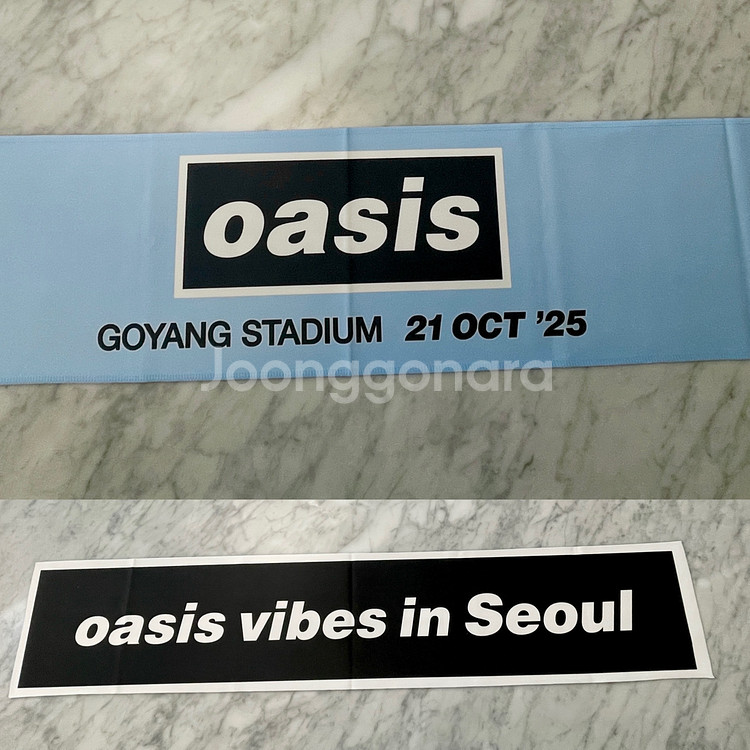 oasis
GOYANG STADIUM 21 OCT ’25
Joonggonara
oasis vibes in Seoul